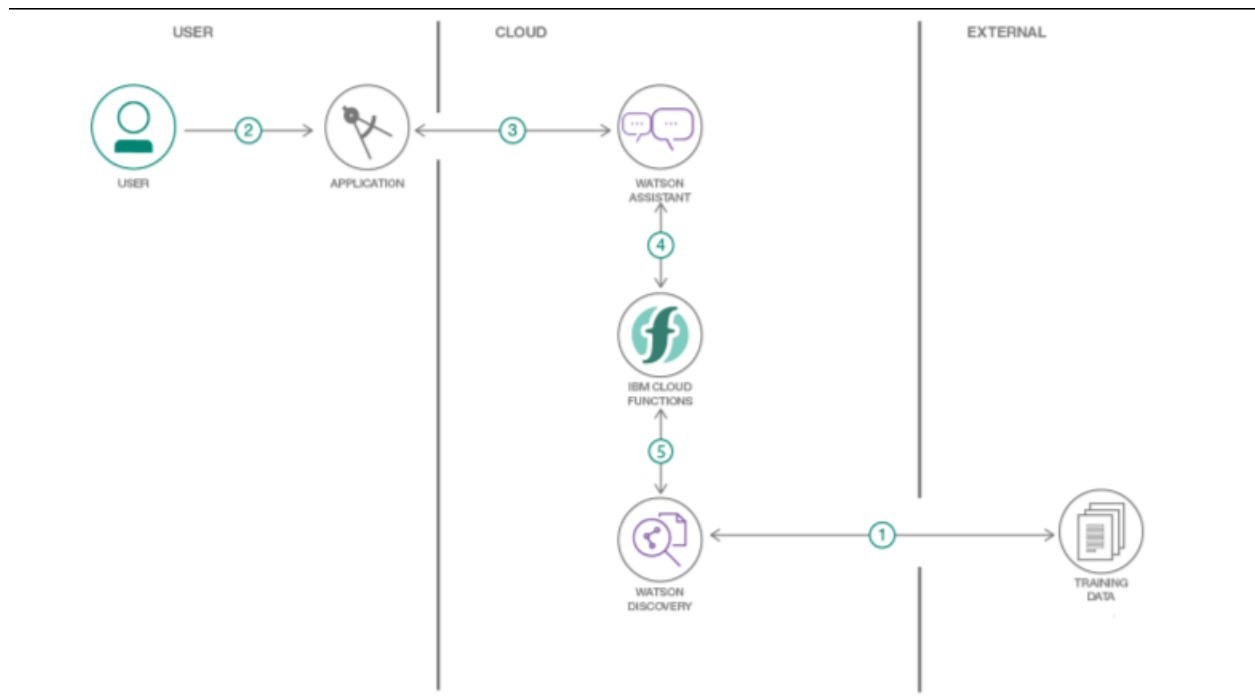 USER
CLOUD
EXTERNAL
2
3
USER
APPLICATION
WATSON
ASSISTANT
4
IBM CLOUD
FUNCTIONS
5
1
WATSON
DISCOVERY
TRAINING
DATA